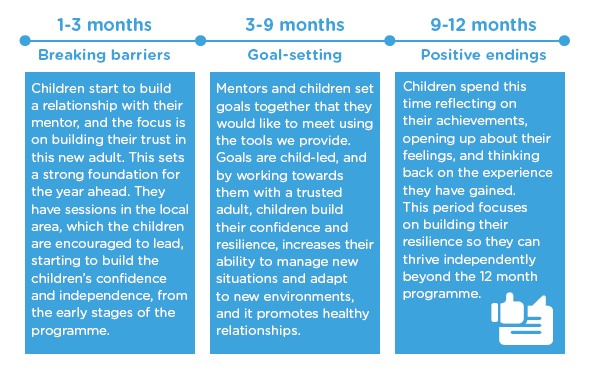 1-3 months
Breaking barriers
Children start to build
a relationship with their
mentor, and the focus is
on building their trust in
this new adult. This sets
a strong foundation for
the year ahead. They
have sessions in the local
area, which the children
are encouraged to lead,
starting to build the
children's confidence
and independence, from
the early stages of the
programme.
3-9 months
Goal-setting
Mentors and children set
goals together that they
would like to meet using
the tools we provide.
Goals are child-led, and
by working towards
them with a trusted
adult, children build
their confidence and
resilience, increases their
ability to manage new
situations and adapt
to new environments,
and it promotes healthy
relationships.
9-12 months
Positive endings
Children spend this
time reflecting on
their achievements,
opening up about their
feelings, and thinking
back on the experience
they have gained.
This period focuses
on building their
resilience so they can
thrive independently
beyond the 12 month
programme.